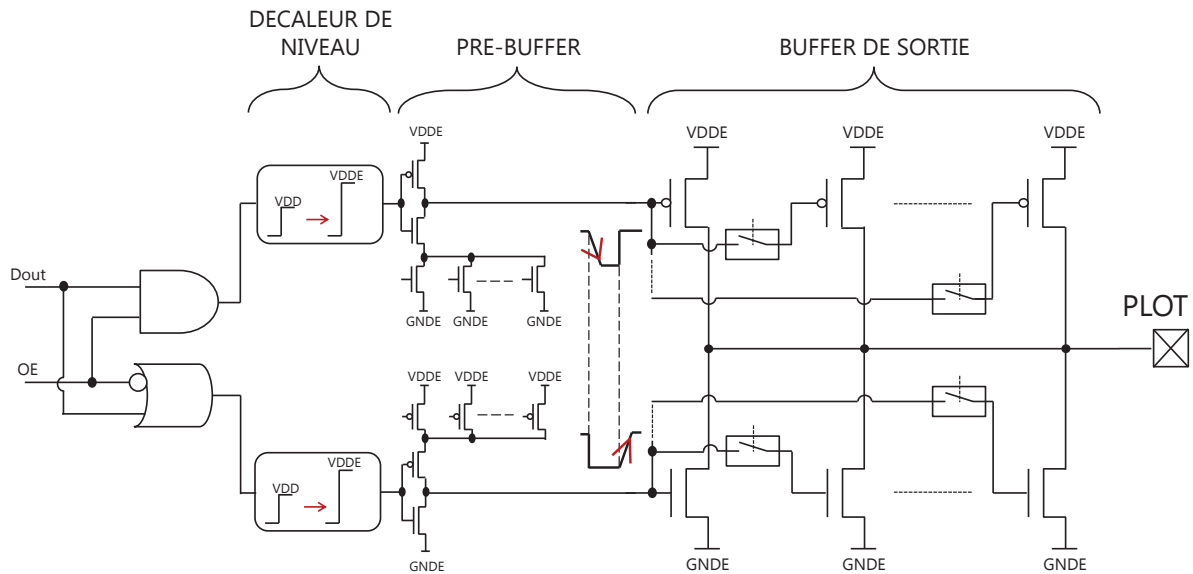 DECALEUR DE
NIVEAU
PRE-BUFFER
BUFFER DE SORTIE
VDDE
VDDE
VDDE
VDDE
VDDE
VDD
Dout
GNDE
GNDE
GNDE
PLOT
OE
VDDE
VDDE
VDDE
VDDE
VDD
GNDE
GNDE
GNDE
GNDE